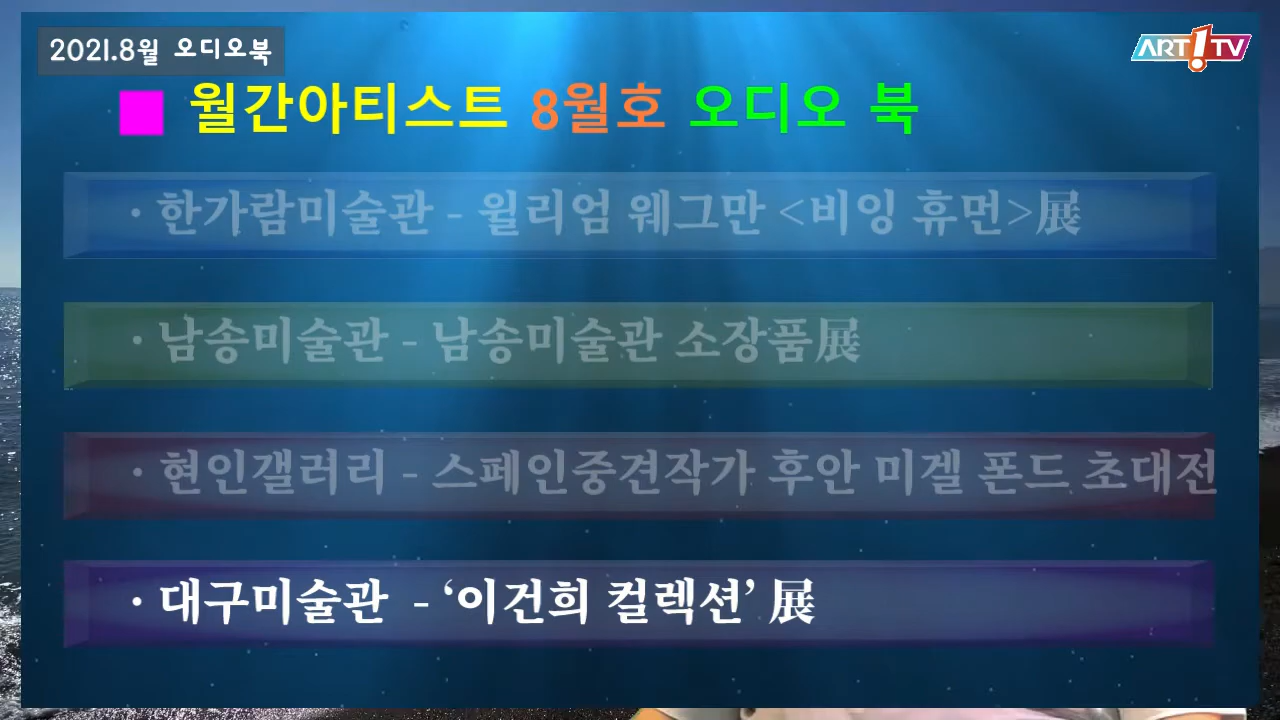 2021.8월 오디오북
ART!TV
■ 월간아티스트 8월호 오디오 북
· 한가람미술관 - 윌리엄 웨그만 <비잉 휴먼>展
· 남송미술관 - 남송미술관 소장품展
· 현인갤러리 - 스페인중견작가 후안 미겔 폰드 초대전
· 대구미술관 - ‘이건희 컬렉션’ 展